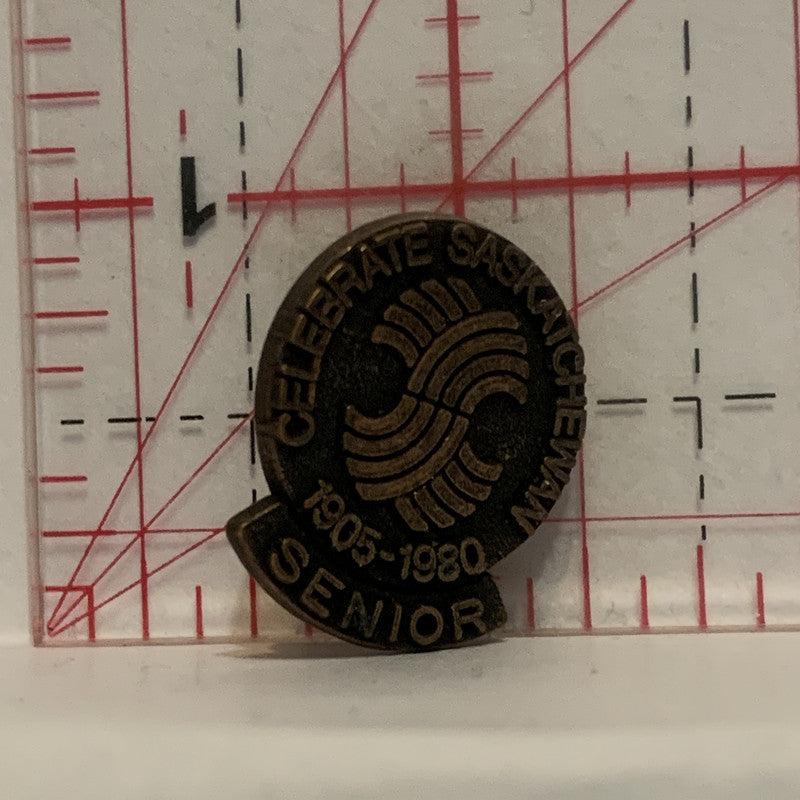 1
CELEBRATE SASKATCHEWAN
1905-1980
SENIOR